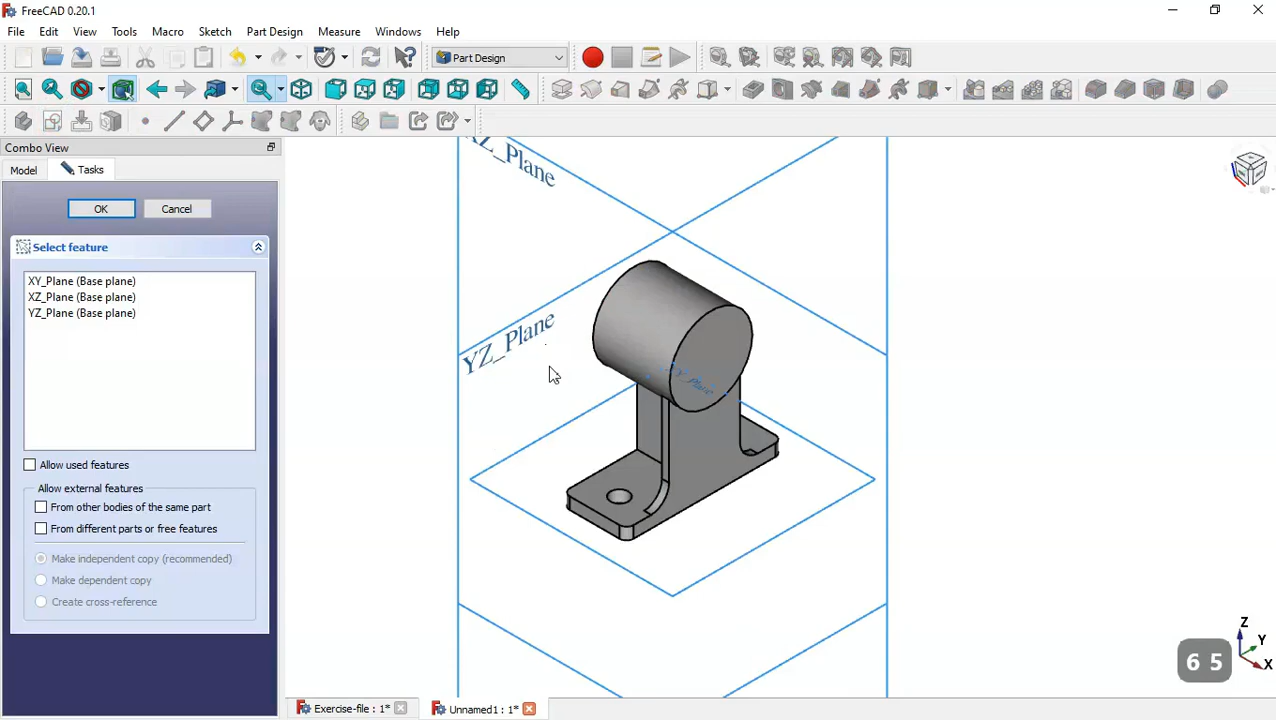 FreeCAD 0.20.1
File Edit View Tools Macro Sketch Part Design Measure Windows Help
Part Design
Combo View
Model Tasks
OK Cancel
Select feature
XY_Plane (Base plane)
XZ_Plane (Base plane)
YZ_Plane (Base plane)
Allow used features
Allow external features
From other bodies of the same part
From different parts or free features
Make independent copy (recommended)
Make dependent copy
Create cross-reference
XZ_Plane
YZ_Plane
XY_Plane
Z
Y
X
6 5
Exercise-file : 1* Unnamed1 : 1*